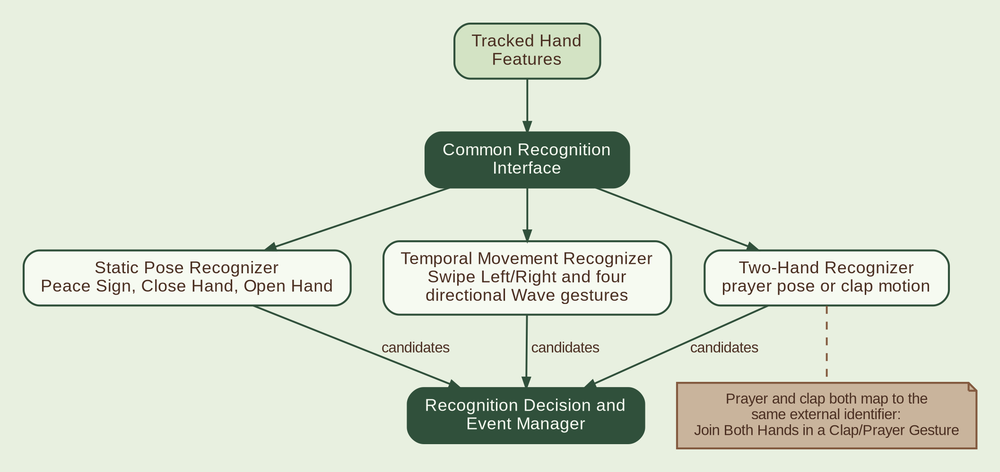 Tracked Hand
Features
Common Recognition
Interface
Static Pose Recognizer
Peace Sign, Close Hand, Open Hand
Temporal Movement Recognizer
Swipe Left/Right and four
directional Wave gestures
Two-Hand Recognizer
prayer pose or clap motion
candidates
candidates
candidates
Recognition Decision and
Event Manager
Prayer and clap both map to the
same external identifier:
Join Both Hands in a Clap/Prayer Gesture